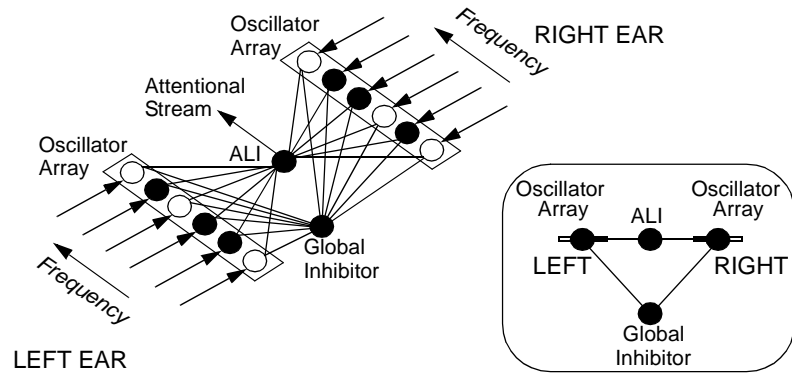 Oscillator
Array
Frequency
RIGHT EAR
Attentional
Stream
Oscillator
Array
ALI
Global
Inhibitor
Frequency
LEFT EAR
Oscillator
Array
ALI
Oscillator
Array
LEFT
RIGHT
Global
Inhibitor